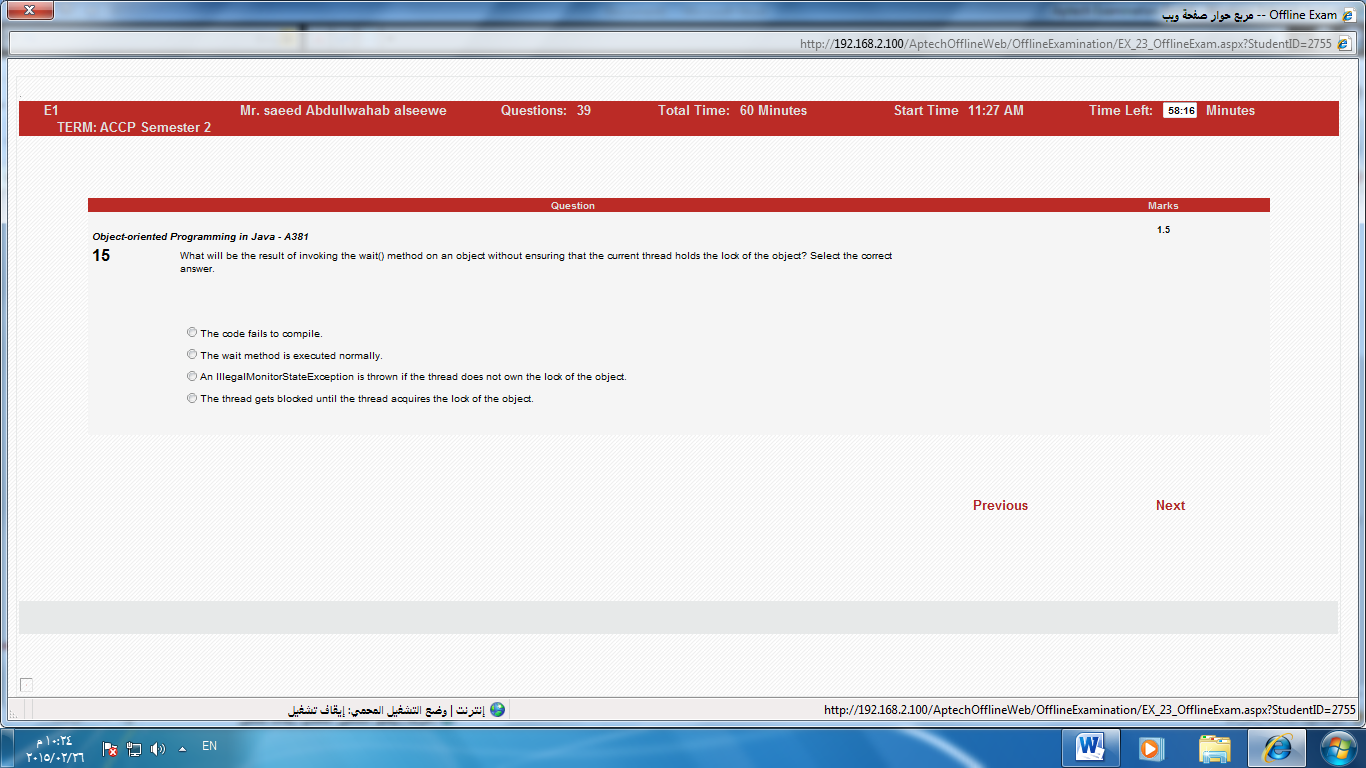 x
مربع حوار صفحة ويب -- Offline Exam
http://192.168.2.100/AptechOfflineWeb/OfflineExamination/EX_23_OfflineExam.aspx?StudentID=2755
E1 Mr. saeed Abdullwahab alseewe Questions: 39 Total Time: 60 Minutes Start Time 11:27 AM Time Left: 58:16 Minutes
TERM: ACCP Semester 2
Question Marks
1.5
Object-oriented Programming in Java - A381
15 What will be the result of invoking the wait() method on an object without ensuring that the current thread holds the lock of the object? Select the correct
answer.
The code fails to compile.
The wait method is executed normally.
An IllegalMonitorStateException is thrown if the thread does not own the lock of the object.
The thread gets blocked until the thread acquires the lock of the object.
Previous Next
إنترنت | وضع التشغيل المحمي: إيقاف تشغيل
http://192.168.2.100/AptechOfflineWeb/OfflineExamination/EX_23_OfflineExam.aspx?StudentID=2755
١٠:٢٤ م
EN
٢٠١٥/٠٢/٢٦